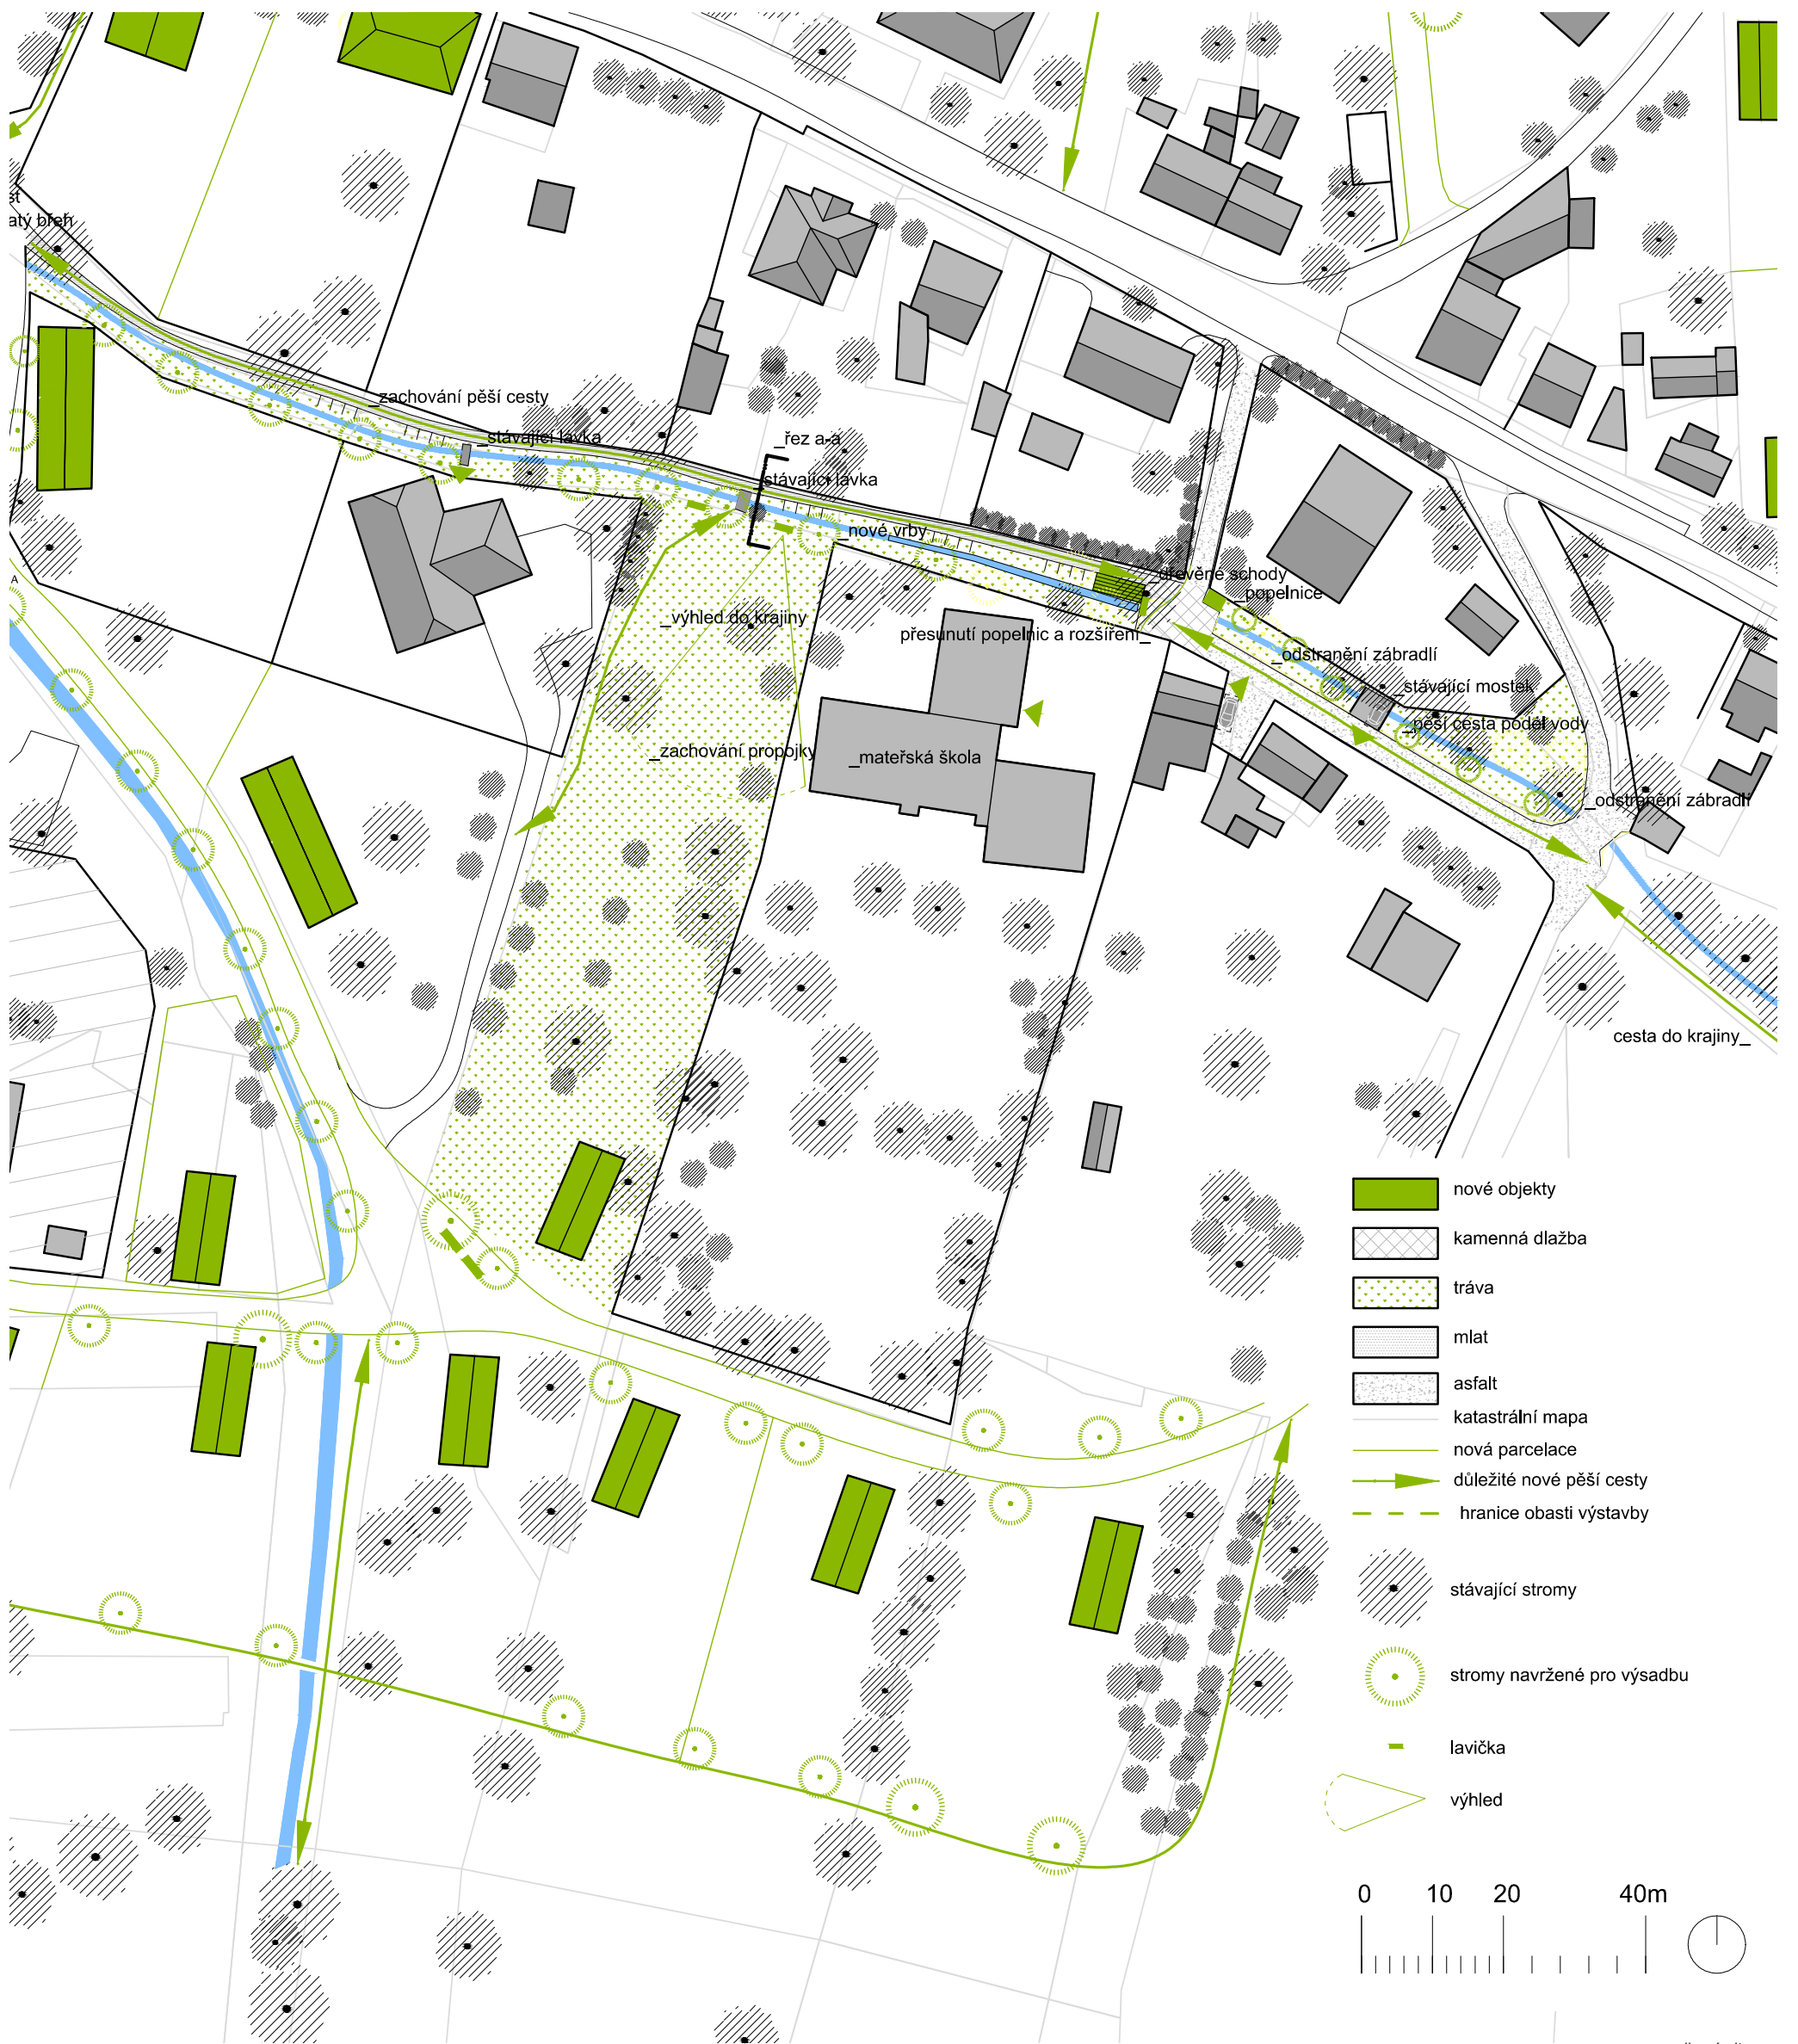 atý břeh
_zachování pěší cesty
_stávající lávka
_řez a-a
stávající lávka
_nové vrby
_dřevěné schody
_popelnice
A
_výhled do krajiny
přesunutí popelnic a rozšíření_
_odstranění zábradlí
_stávající mostek
_pěší cesta podél vody
_zachování propojky
_mateřská škola
_odstranění zábradlí
cesta do krajiny_
nové objekty
kamenná dlažba
tráva
mlat
asfalt
katastrální mapa
nová parcelace
důležité nové pěší cesty
hranice obasti výstavby
stávající stromy
stromy navržené pro výsadbu
lavička
výhled
0 10 20 40m